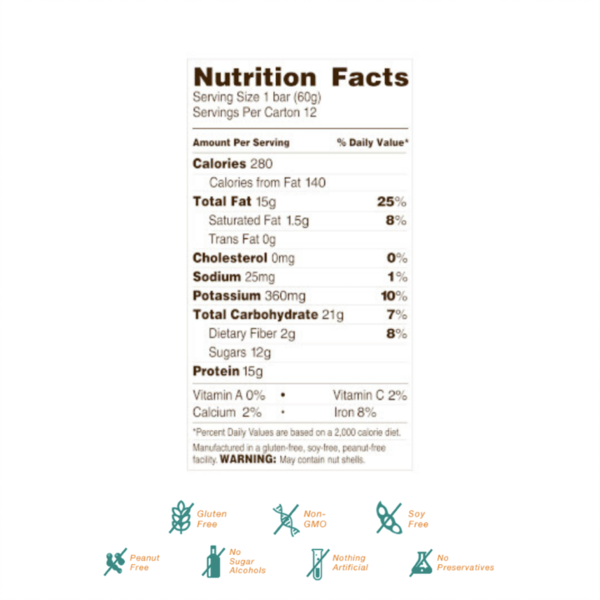 Nutrition Facts
Serving Size 1 bar (60g)
Servings Per Carton 12
Amount Per Serving % Daily Value*
Calories 280
Calories from Fat 140
Total Fat 15g 25%
Saturated Fat 1.5g 8%
Trans Fat 0g
Cholesterol 0mg 0%
Sodium 25mg 1%
Potassium 360mg 10%
Total Carbohydrate 21g 7%
Dietary Fiber 2g 8%
Sugars 12g
Protein 15g
Vitamin A 0% • Vitamin C 2%
Calcium 2% • Iron 8%
*Percent Daily Values are based on a 2,000 calorie diet.
Manufactured in a gluten-free, soy-free, peanut-free
facility. WARNING: May contain nut shells.
Gluten
Free
Non-
GMO
Soy
Free
Peanut
Free
No
Sugar
Alcohols
Nothing
Artificial
No
Preservatives